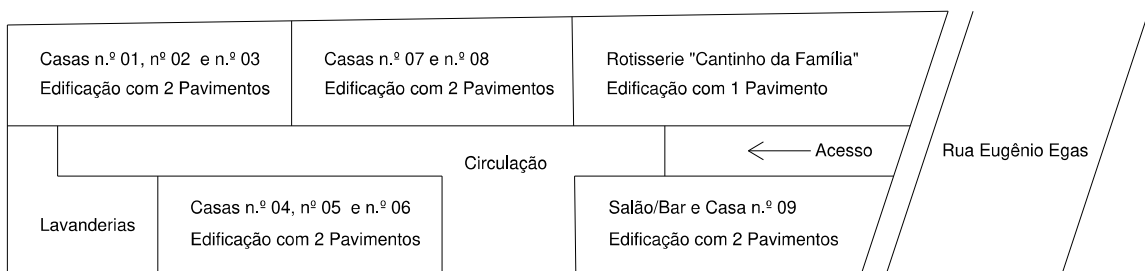 Casas n.º 01, nº 02 e n.º 03
Edificação com 2 Pavimentos
Casas n.º 07 e n.º 08
Edificação com 2 Pavimentos
Rotisserie "Cantinho da Família"
Edificação com 1 Pavimento
Circulação
Acesso
Rua Eugênio Egas
Lavanderias
Casas n.º 04, nº 05 e n.º 06
Edificação com 2 Pavimentos
Salão/Bar e Casa n.º 09
Edificação com 2 Pavimentos